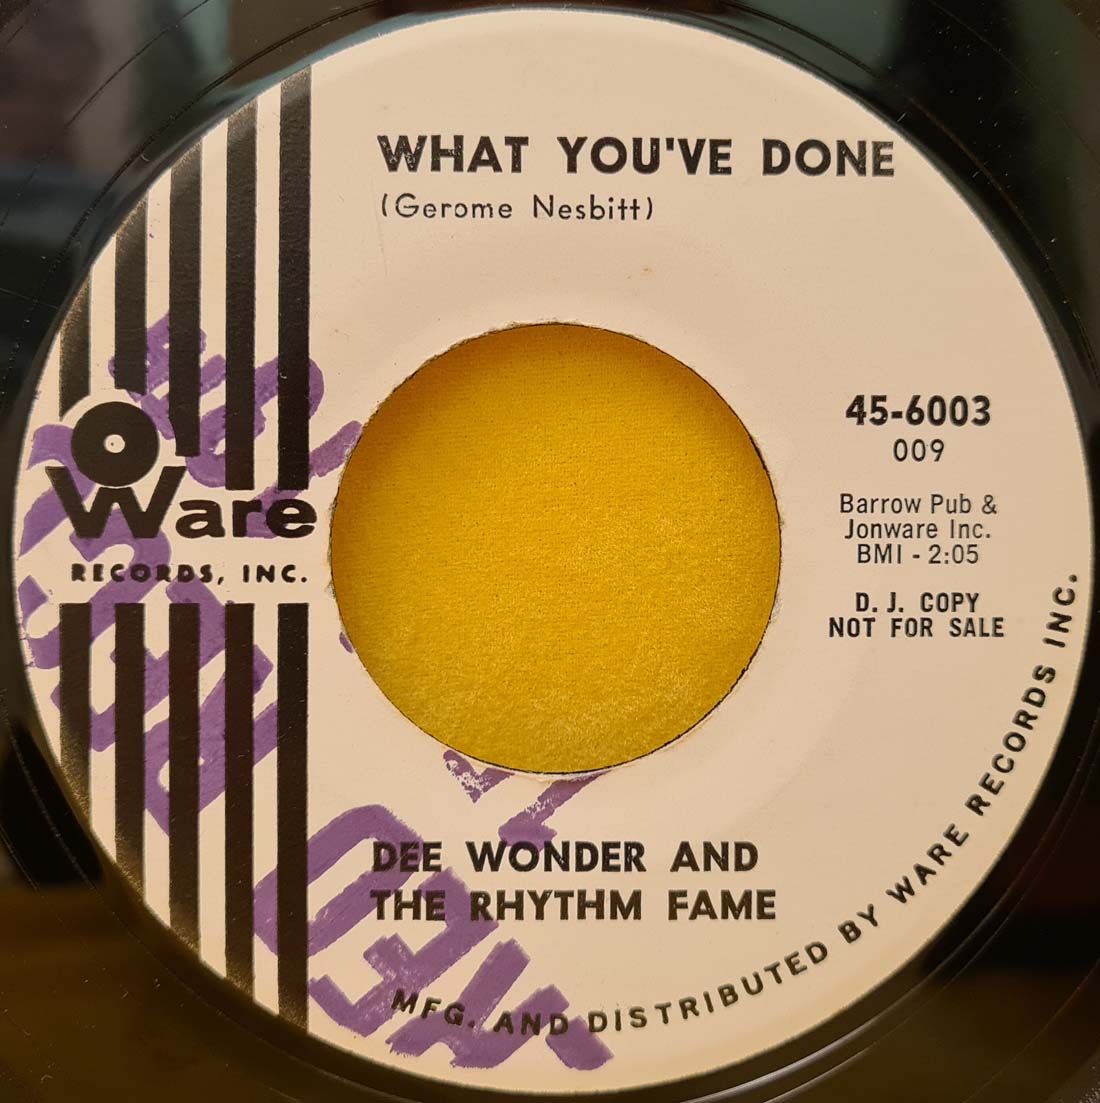 WHAT YOU'VE DONE
(Gerome Nesbitt)
Ware
RECORDS, INC.
45-6003
009
Barrow Pub &
Jonware Inc.
BMI - 2:05
D. J. COPY
NOT FOR SALE
DEE WONDER AND
THE RHYTHM FAME
MFG. AND DISTRIBUTED BY WARE RECORDS INC.